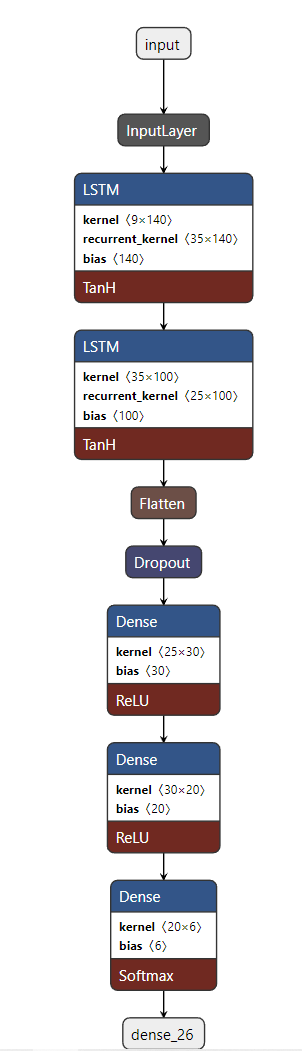 input
InputLayer
LSTM
kernel ⟨9×140⟩
recurrent_kernel ⟨35×140⟩
bias ⟨140⟩
TanH
LSTM
kernel ⟨35×100⟩
recurrent_kernel ⟨25×100⟩
bias ⟨100⟩
TanH
Flatten
Dropout
Dense
kernel ⟨25×30⟩
bias ⟨30⟩
ReLU
Dense
kernel ⟨30×20⟩
bias ⟨20⟩
ReLU
Dense
kernel ⟨20×6⟩
bias ⟨6⟩
Softmax
dense_26